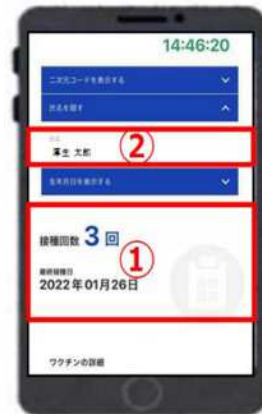 14:46:20
二次元コードを表示する
氏名を隠す
氏名
厚生 太郎
②
生年月日を表示する
接種回数 3 回
①
最終接種日
2022年01月26日
ワクチンの詳細